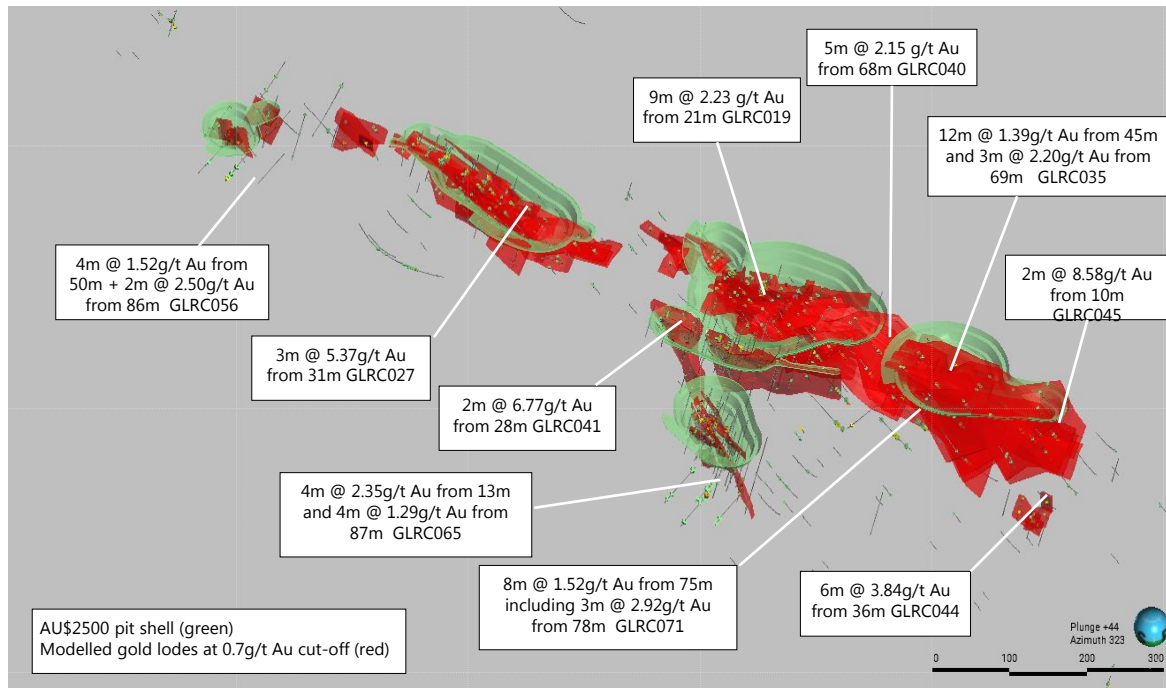 5m @ 2.15 g/t Au
from 68m GLRC040
9m @ 2.23 g/t Au
from 21m GLRC019
12m @ 1.39g/t Au from 45m
and 3m @ 2.20g/t Au from
69m GLRC035
4m @ 1.52g/t Au from
50m + 2m @ 2.50g/t Au
from 86m GLRC056
2m @ 8.58g/t Au
from 10m
GLRC045
3m @ 5.37g/t Au
from 31m GLRC027
2m @ 6.77g/t Au
from 28m GLRC041
4m @ 2.35g/t Au from 13m
and 4m @ 1.29g/t Au from
87m GLRC065
8m @ 1.52g/t Au from 75m
including 3m @ 2.92g/t Au
from 78m GLRC071
6m @ 3.84g/t Au
from 36m GLRC044
AU$2500 pit shell (green)
Modelled gold lodes at 0.7g/t Au cut-off (red)
Plunge +44
Azimuth 323
0 100 200 300